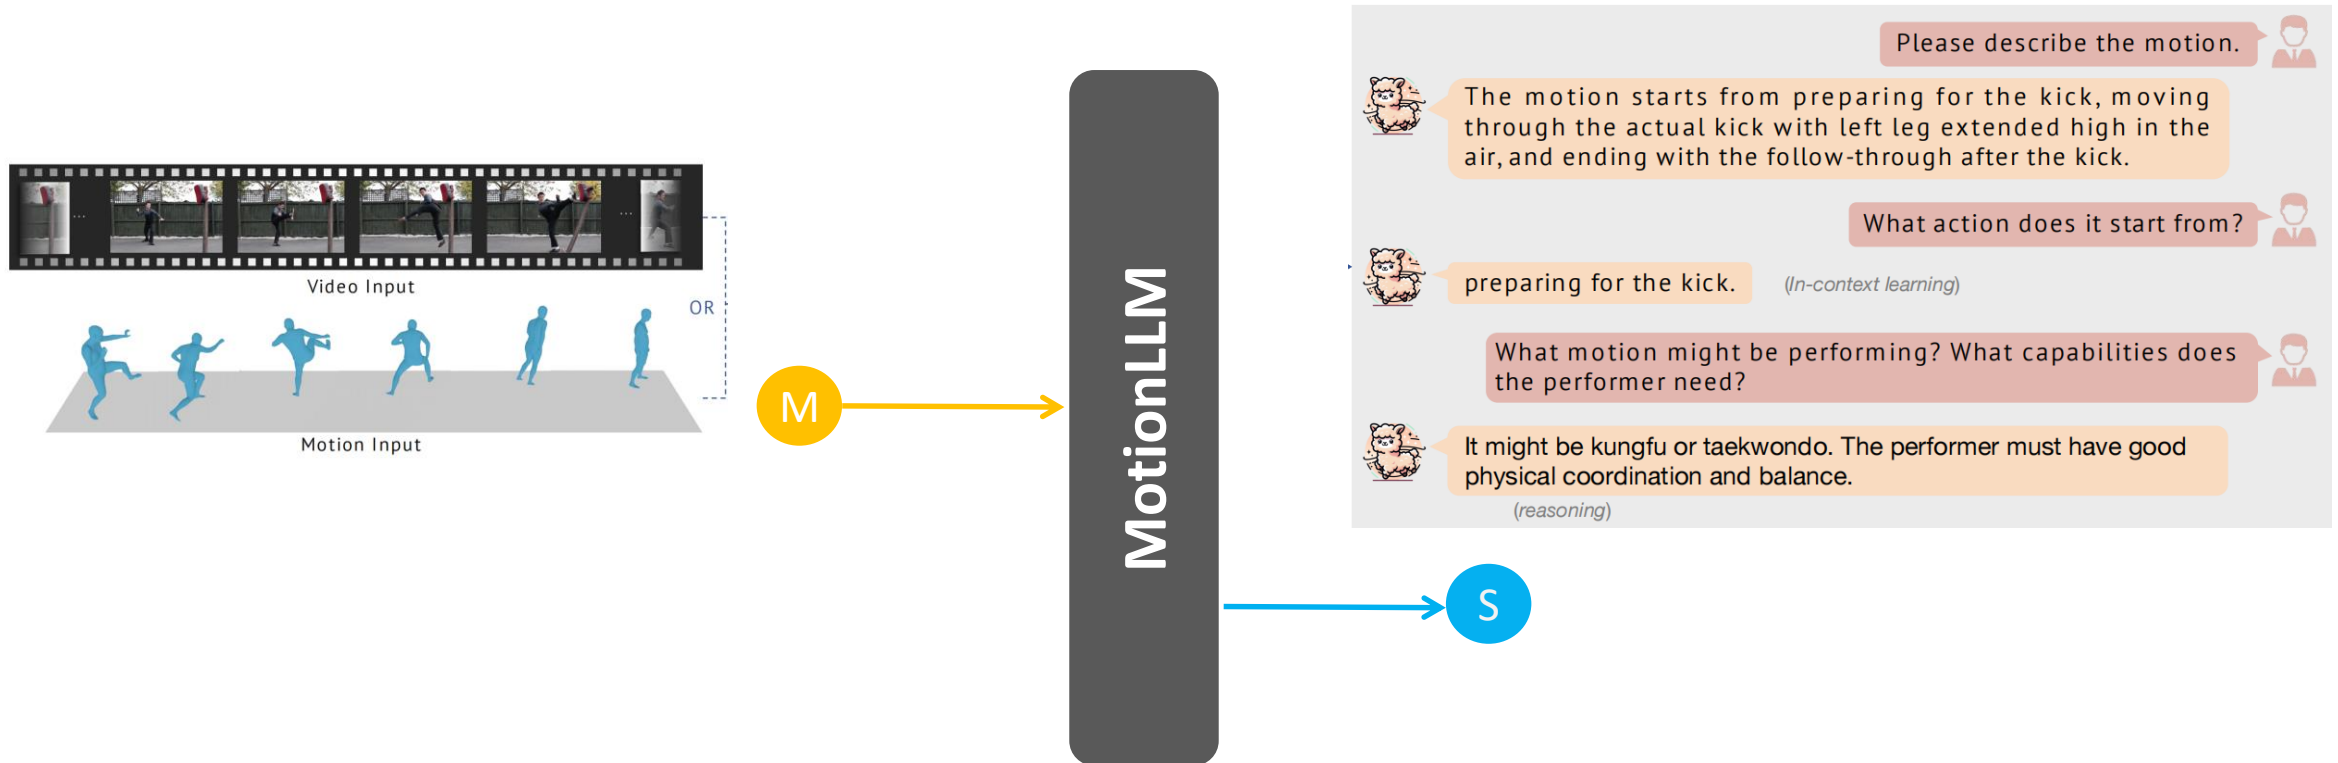 Video Input
OR
Motion Input
M
MotionLLM
Please describe the motion.
The motion starts from preparing for the kick, moving
through the actual kick with left leg extended high in the
air, and ending with the follow-through after the kick.
What action does it start from?
preparing for the kick.
(In-context learning)
What motion might be performing? What capabilities does
the performer need?
It might be kungfu or taekwondo. The performer must have good
physical coordination and balance.
(reasoning)
S